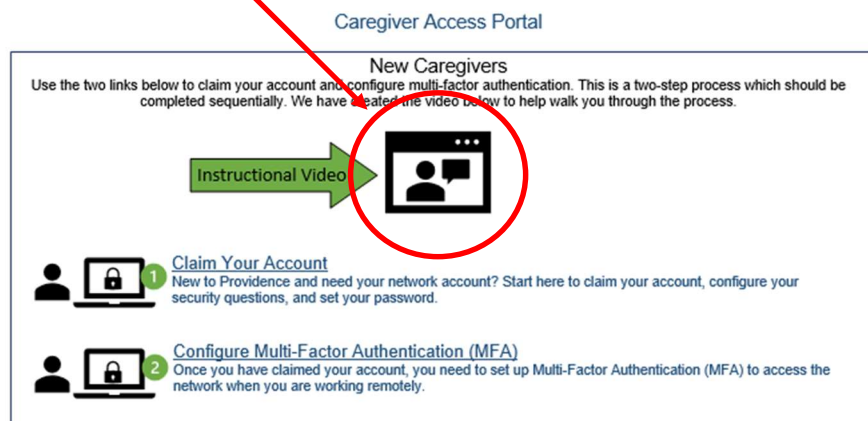 Caregiver Access Portal
New Caregivers
Use the two links below to claim your account and configure multi-factor authentication. This is a two-step process which should be
completed sequentially. We have created the video below to help walk you through the process.
Instructional Video
1
Claim Your Account
New to Providence and need your network account? Start here to claim your account, configure your
security questions, and set your password.
2
Configure Multi-Factor Authentication (MFA)
Once you have claimed your account, you need to set up Multi-Factor Authentication (MFA) to access the
network when you are working remotely.